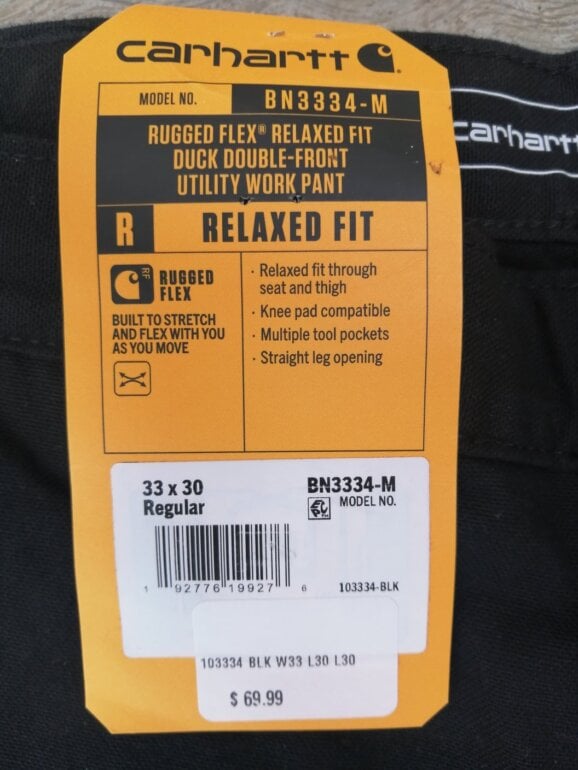 carhartt
MODEL NO. BN3334-M
RUGGED FLEX® RELAXED FIT
DUCK DOUBLE-FRONT
UTILITY WORK PANT
R RELAXED FIT
RF
RUGGED
FLEX
BUILT TO STRETCH
AND FLEX WITH YOU
AS YOU MOVE
· Relaxed fit through
seat and thigh
· Knee pad compatible
· Multiple tool pockets
· Straight leg opening
carhartt
33 x 30
Regular
BN3334-M
MODEL NO.
1 92776 19927 6
103334-BLK
103334 BLK W33 L30 L30
$ 69.99